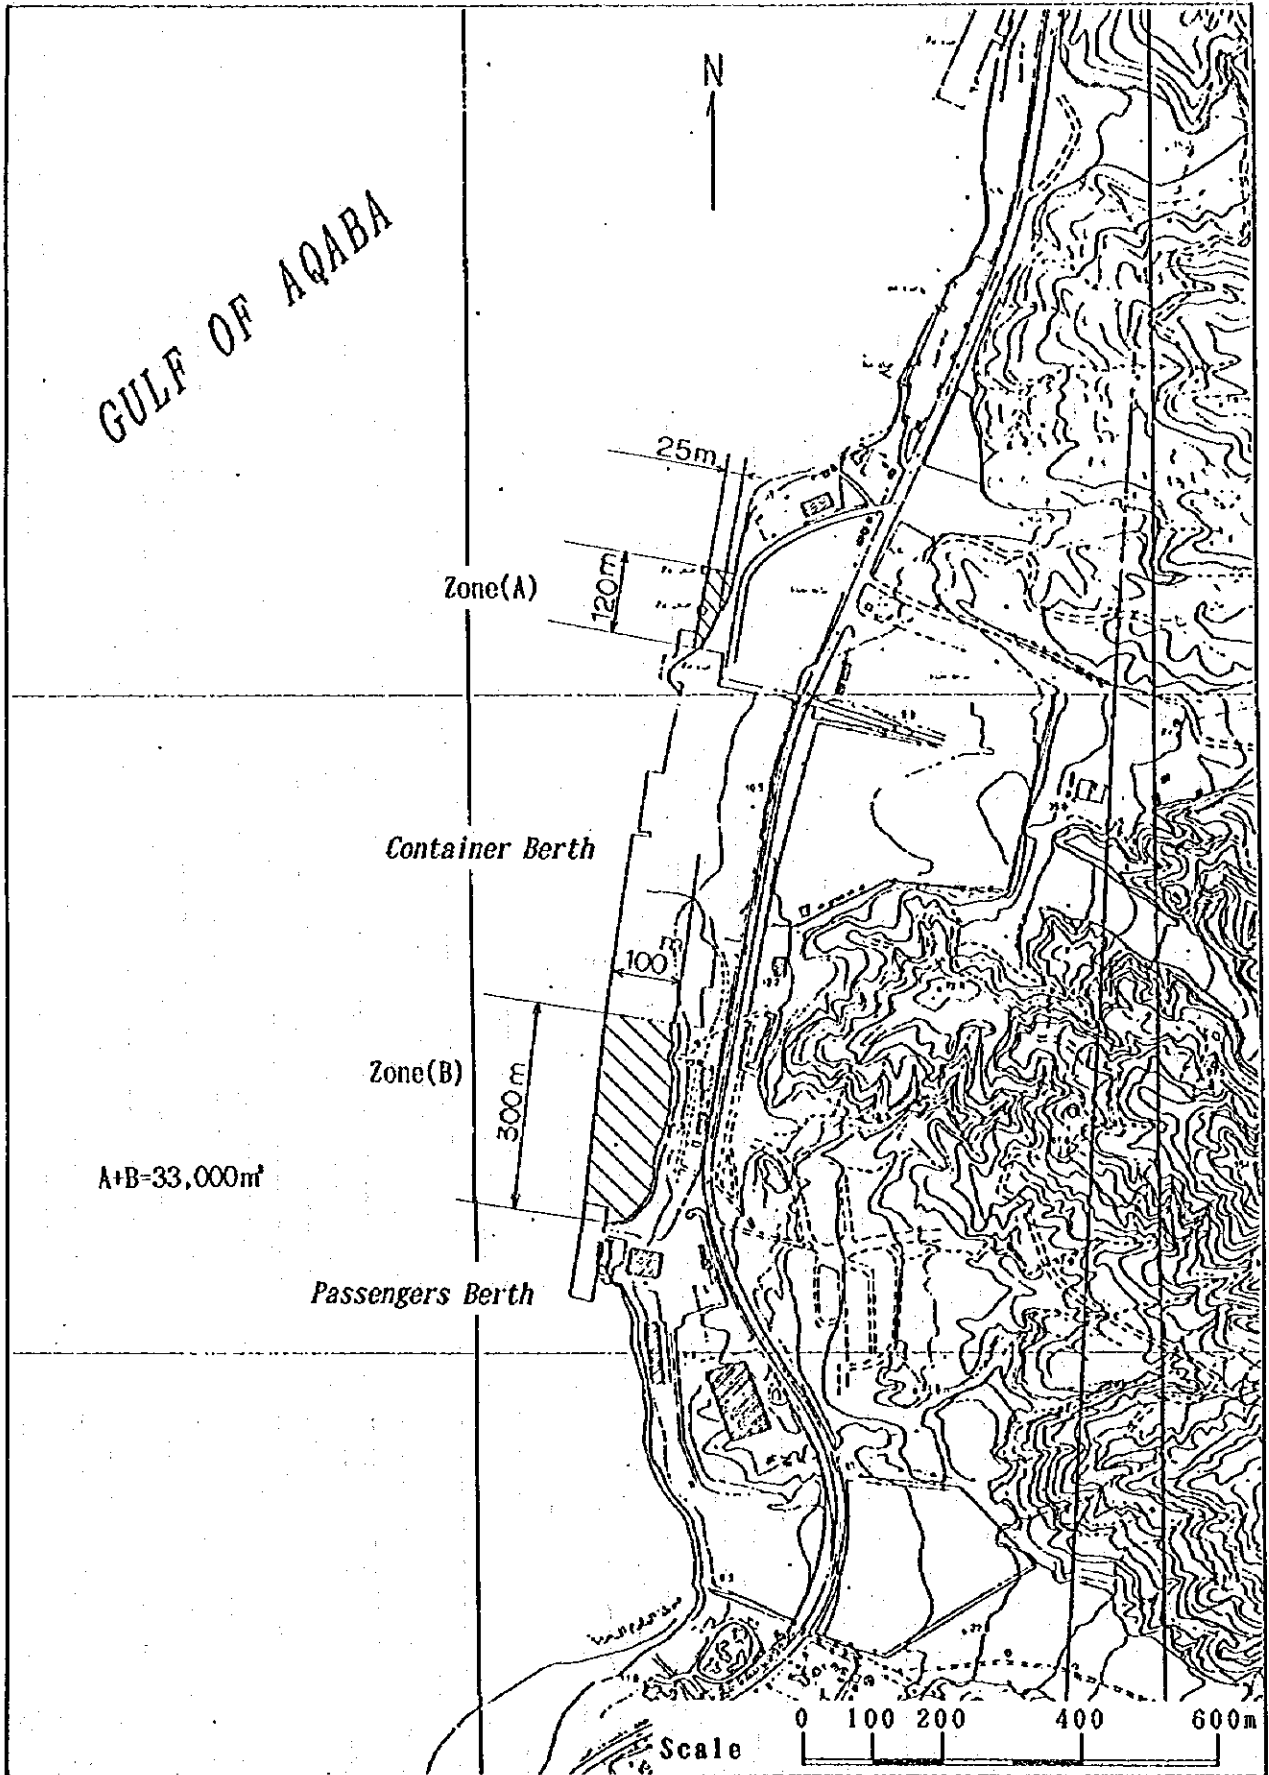 N
GULF OF AQABA
25m
120m
Zone(A)
Container Berth
100m
Zone(B)
300m
A+B=33,000m²
Passengers Berth
0 100 200 400 600m
Scale